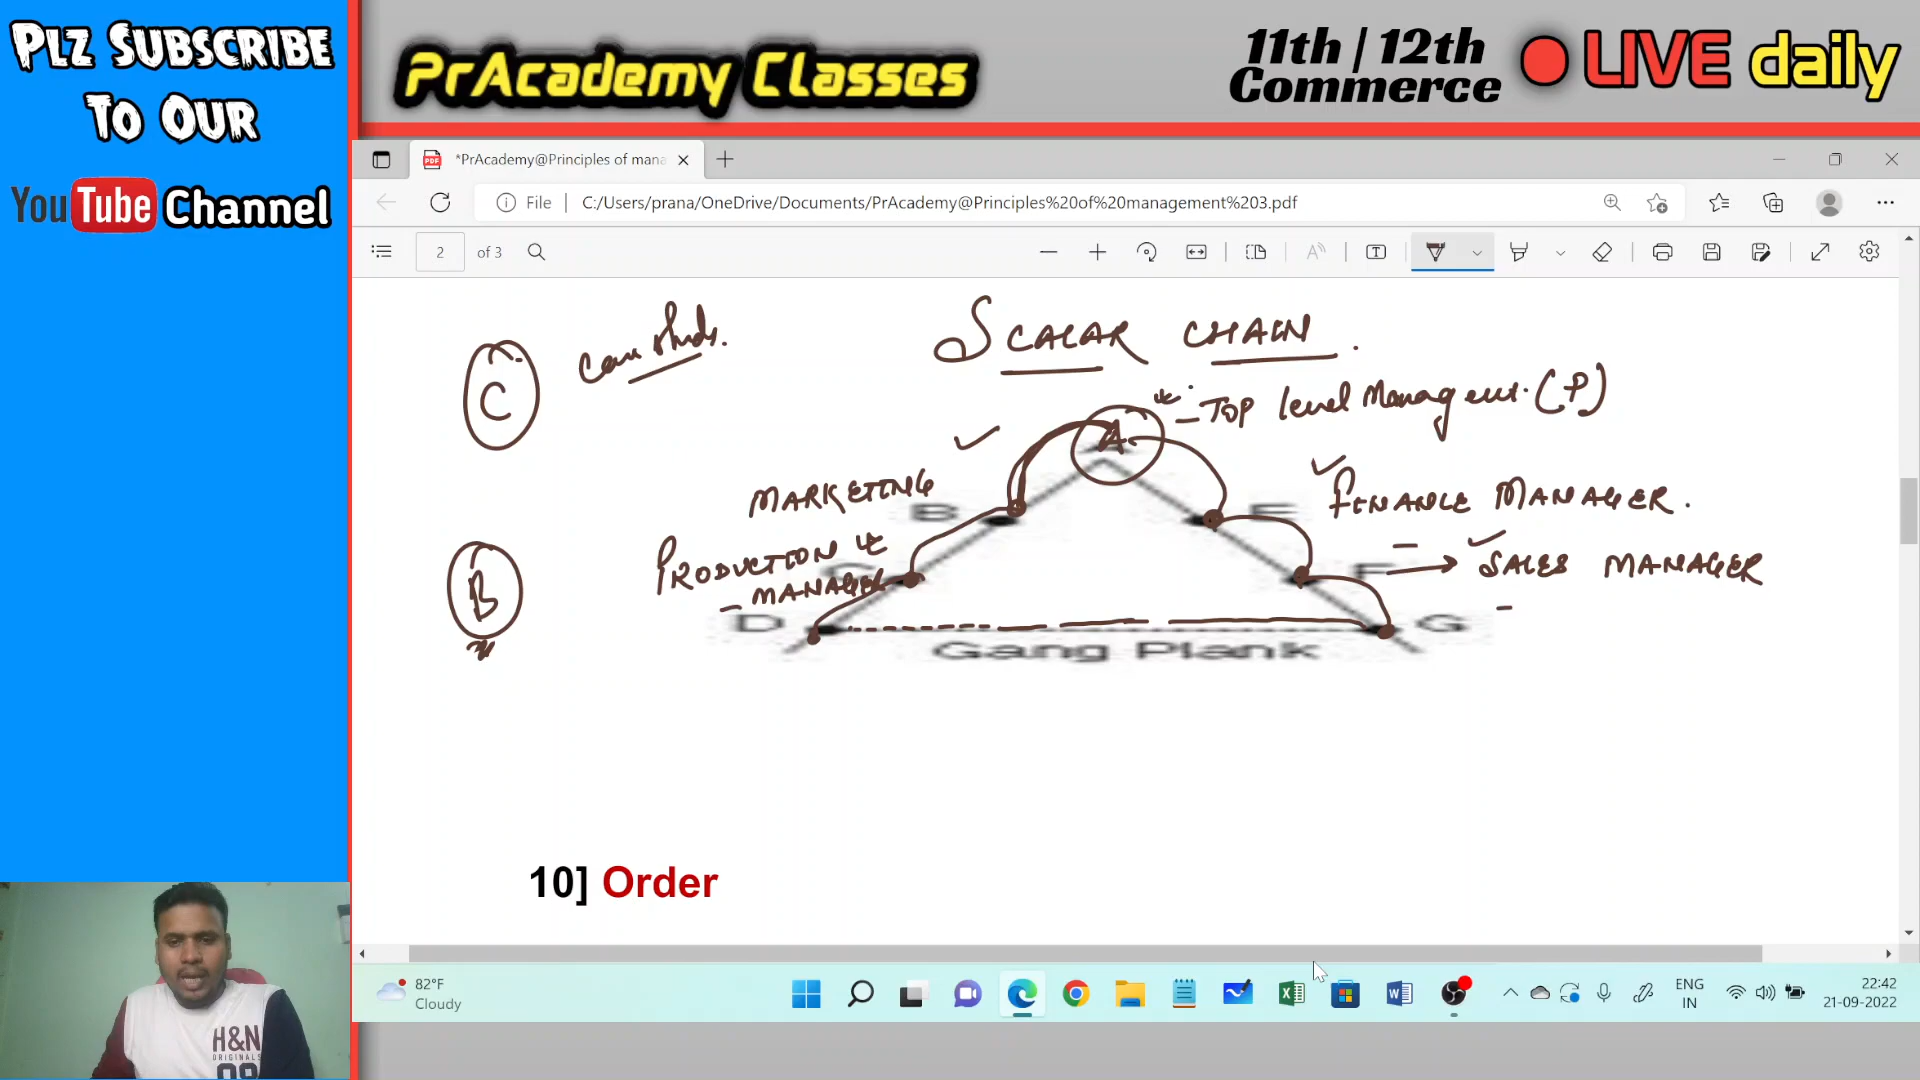 PLZ SUBSCRIBE
TO OUR
YouTube Channel
PrAcademy Classes
11th | 12th
Commerce
LIVE daily
*PrAcademy@Principles of mana
File
C:/Users/prana/OneDrive/Documents/PrAcademy@Principles%20of%20management%203.pdf
2 of 3
C
SCALAR CHAIN.
A
- Top level Management. (P)
MARKETING
B
E
FINANCE MANAGER.
PRODUCTION
- MANAGER
F
SALES MANAGER
B
D
G
Gang Plank
10] Order
H&N
ORIGINALS
82°F
Cloudy
ENG
IN
22:42
21-09-2022